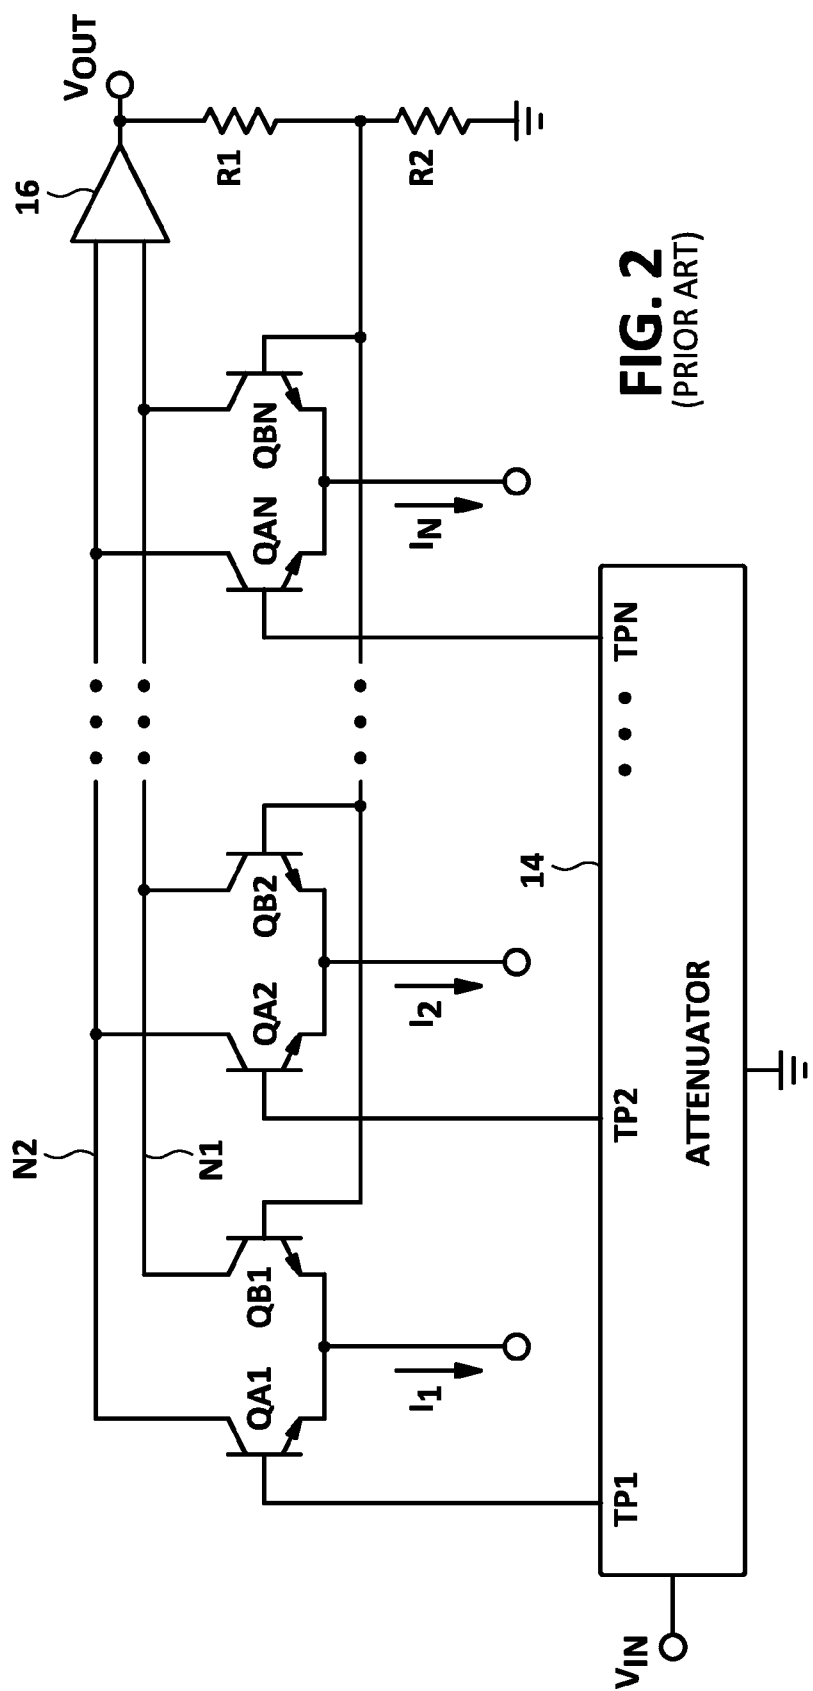 VOUT
16
N2
N1
R1
R2
QA1
QB1
QA2
QB2
QAN
QBN
I1
I2
IN
14
TP1
TP2
TPN
VIN
ATTENUATOR
FIG. 2
(PRIOR ART)